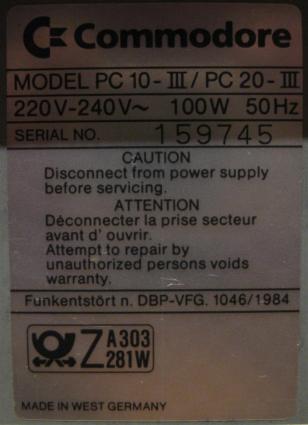 Commodore
MODEL PC 10-III / PC 20-III
220V-240V~ 100W 50Hz
SERIAL NO. 159745
CAUTION
Disconnect from power supply
before servicing.
ATTENTION
Déconnecter la prise secteur
avant d' ouvrir.
Attempt to repair by
unauthorized persons voids
warranty.
Funkentstört n. DBP-VFG. 1046/1984
Z A303
281W
MADE IN WEST GERMANY